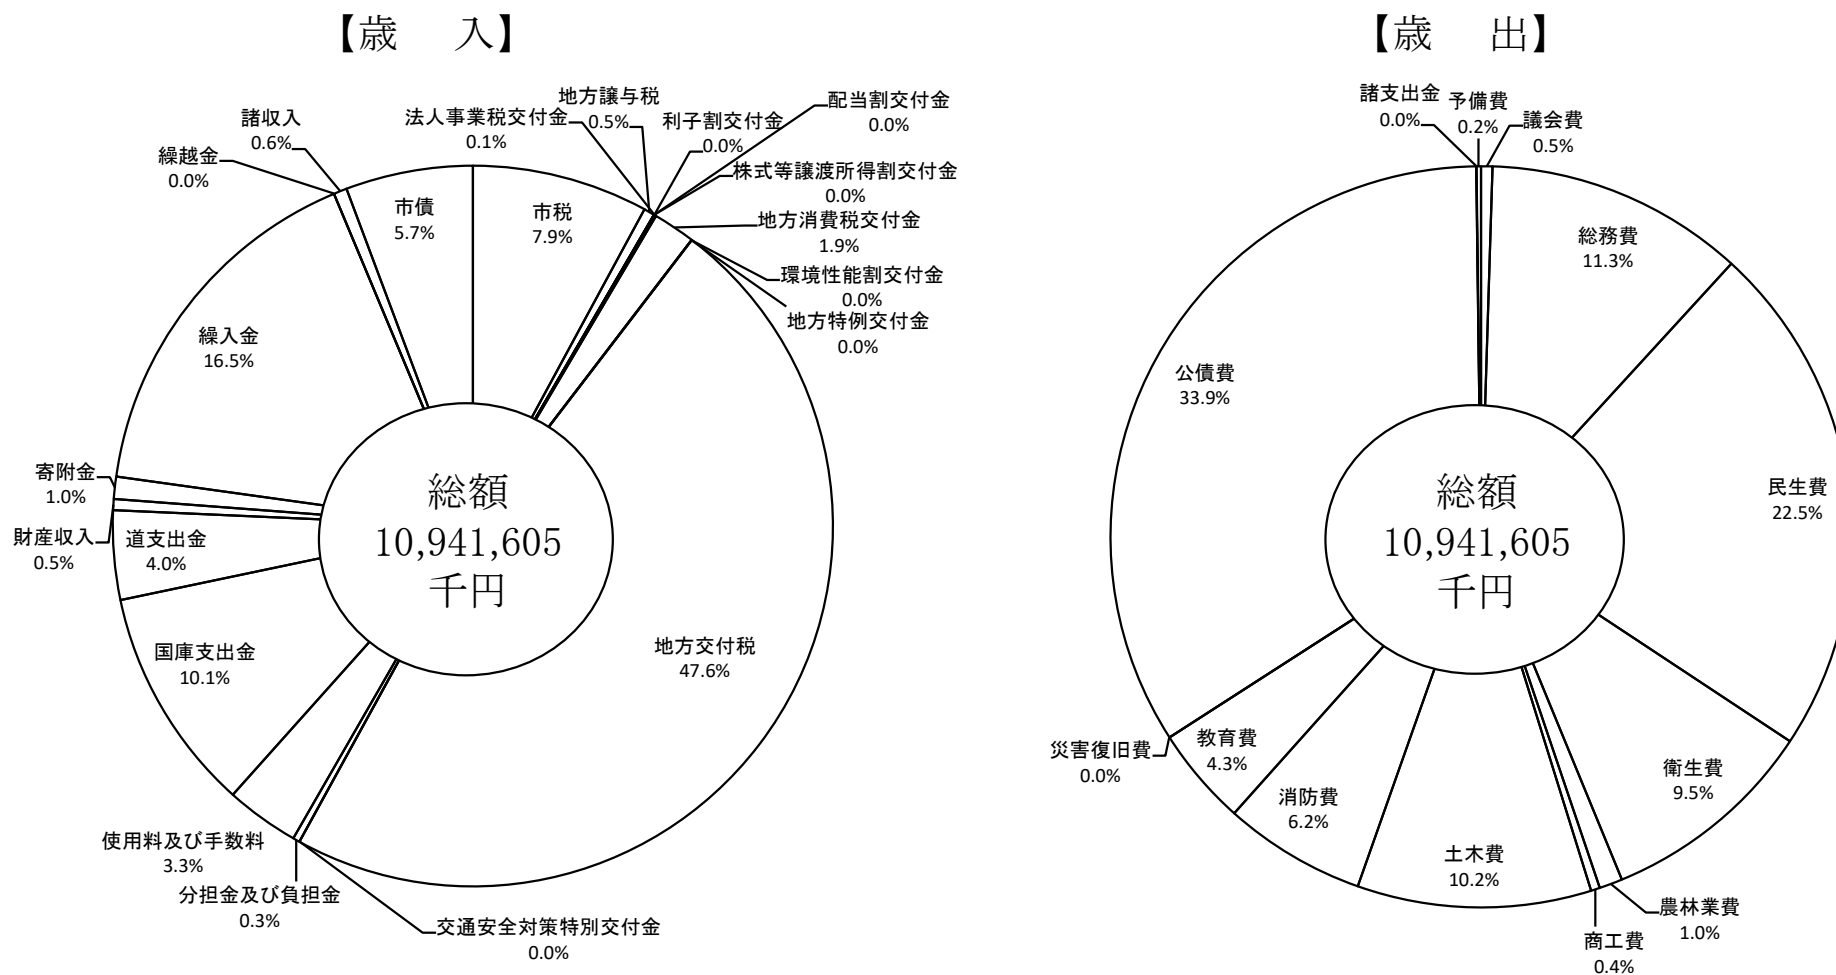 【歳 入】
市税
7.9%
地方譲与税
0.5%
利子割交付金
0.0%
配当割交付金
0.0%
株式等譲渡所得割交付金
0.0%
法人事業税交付金
0.1%
地方消費税交付金
1.9%
環境性能割交付金
0.0%
地方特例交付金
0.0%
地方交付税
47.6%
交通安全対策特別交付金
0.0%
分担金及び負担金
0.3%
使用料及び手数料
3.3%
国庫支出金
10.1%
道支出金
4.0%
財産収入
0.5%
寄附金
1.0%
繰入金
16.5%
繰越金
0.0%
諸収入
0.6%
市債
5.7%
総額
10,941,605
千円
【歳 出】
議会費
0.5%
総務費
11.3%
民生費
22.5%
衛生費
9.5%
農林業費
1.0%
商工費
0.4%
土木費
10.2%
消防費
6.2%
教育費
4.3%
災害復旧費
0.0%
公債費
33.9%
諸支出金
0.0%
予備費
0.2%
総額
10,941,605
千円